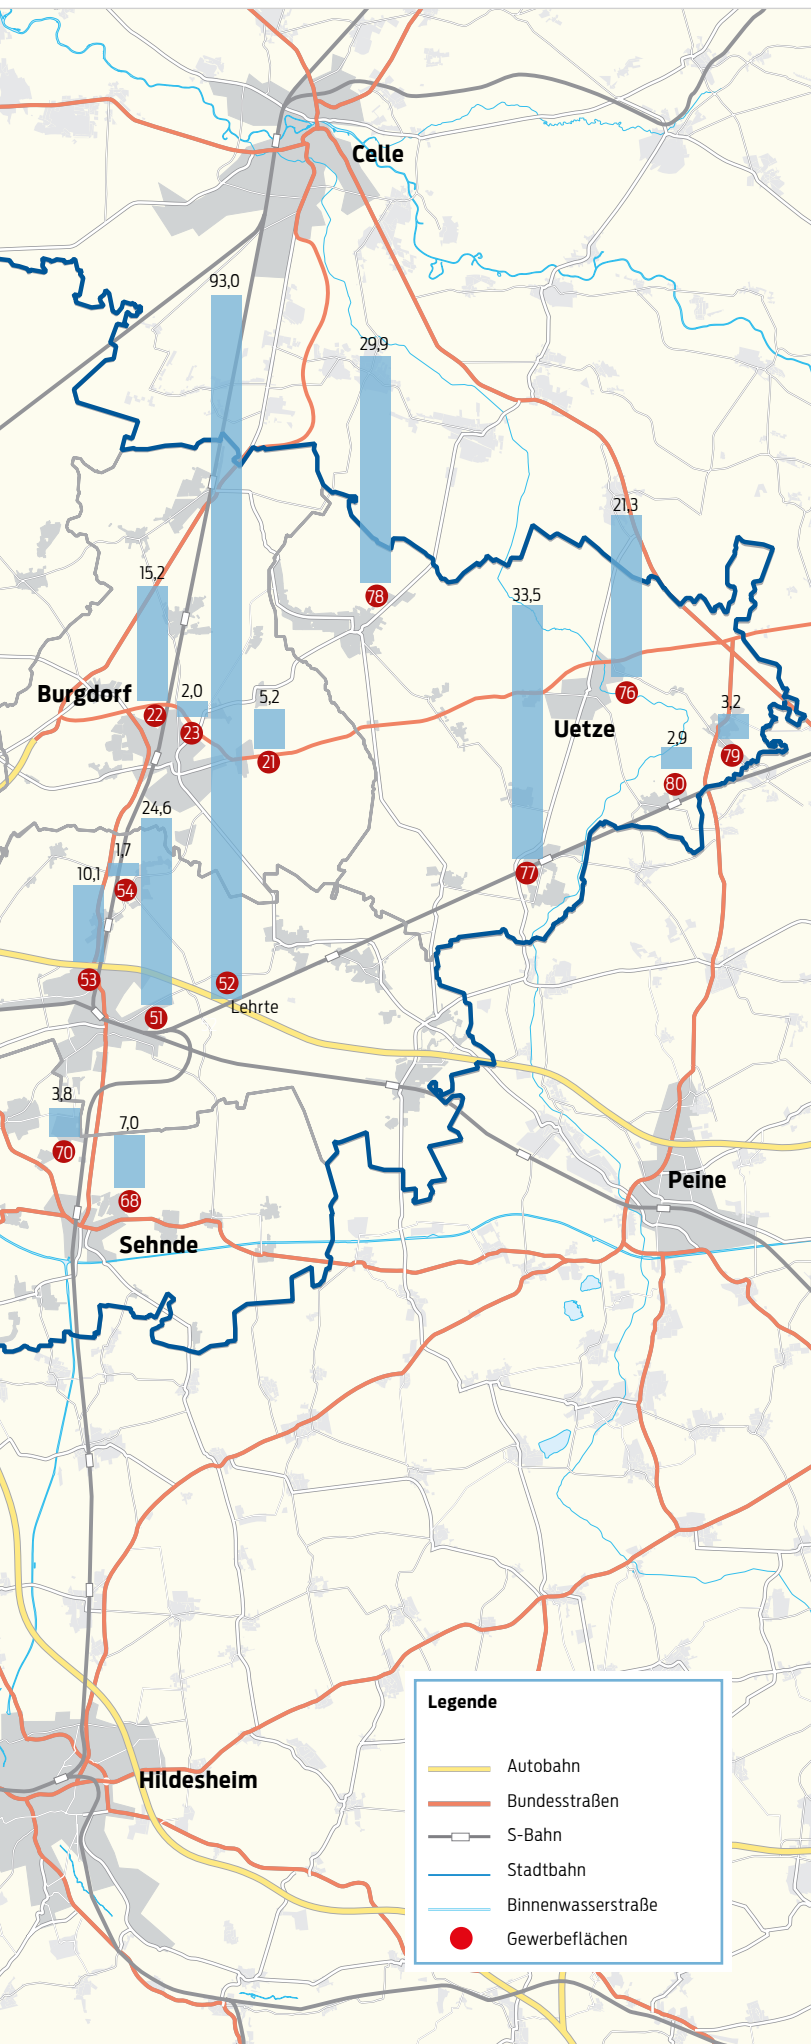 Celle
93,0
29,9
21,3
15,2
33,5
78
Burgdorf
2,0
5,2
76
22
23
Uetze
3,2
2,9
21
79
80
24,6
1,7
10,1
77
54
53
52
Lehrte
51
3,8
7,0
70
68
Peine
Sehnde
Hildesheim
Legende
Autobahn
Bundesstraßen
S-Bahn
Stadtbahn
Binnenwasserstraße
Gewerbeflächen